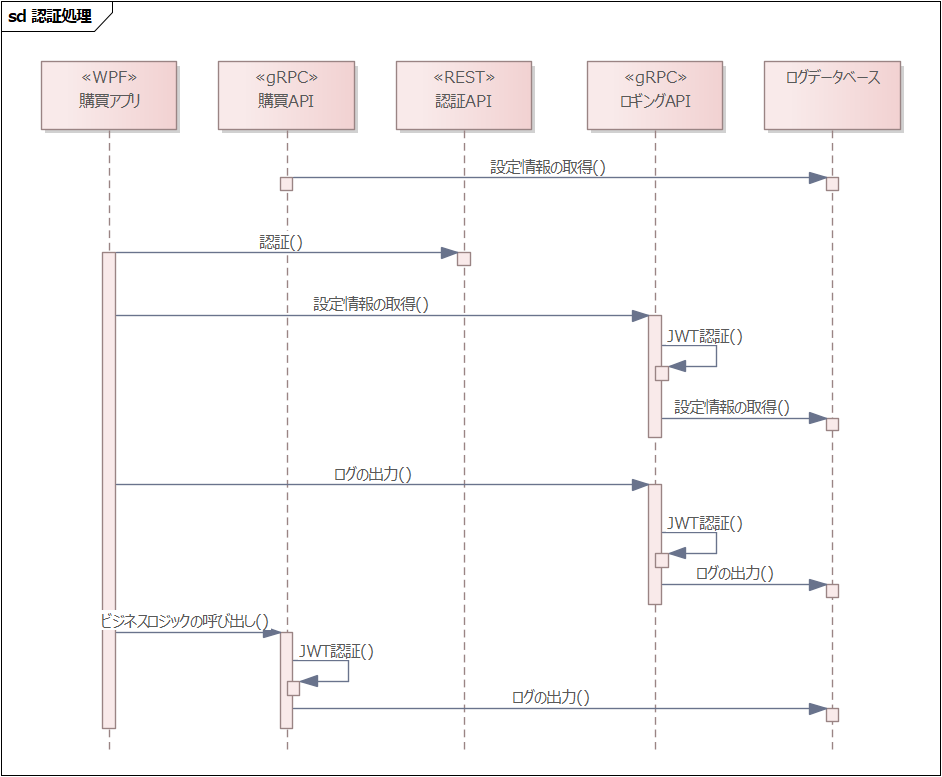 sd 認証処理
«WPF»
購買アプリ
«gRPC»
購買API
«REST»
認証API
«gRPC»
ロギングAPI
ログデータベース
設定情報の取得()
認証()
設定情報の取得()
JWT認証()
設定情報の取得()
ログの出力()
JWT認証()
ログの出力()
ビジネスロジックの呼び出し()
JWT認証()
ログの出力()